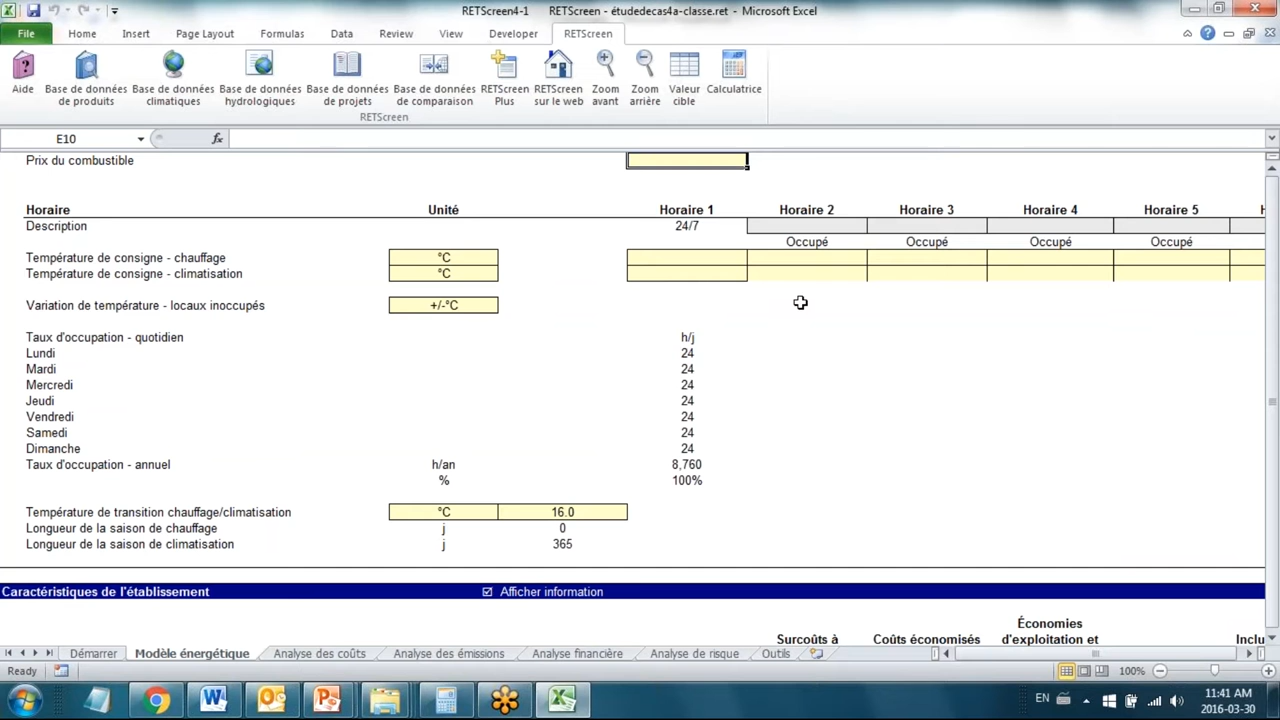 RETScreen4-1 RETScreen - étudedecas4a-classe.ret - Microsoft Excel
File Home Insert Page Layout Formulas Data Review View Developer RETScreen
Aide Base de données de produits Base de données climatiques Base de données hydrologiques Base de données de projets Base de données de comparaison RETScreen Plus RETScreen sur le web Zoom avant Zoom arrière Valeur cible Calculatrice
RETScreen
E10 fx
Prix du combustible
Horaire Unité Horaire 1 Horaire 2 Horaire 3 Horaire 4 Horaire 5
Description 24/7
Occupé Occupé Occupé Occupé
Température de consigne - chauffage °C
Température de consigne - climatisation °C
Variation de température - locaux inoccupés +/-°C
Taux d'occupation - quotidien h/j
Lundi 24
Mardi 24
Mercredi 24
Jeudi 24
Vendredi 24
Samedi 24
Dimanche 24
Taux d'occupation - annuel h/an 8,760
% 100%
Température de transition chauffage/climatisation °C 16.0
Longueur de la saison de chauffage j 0
Longueur de la saison de climatisation j 365
Caractéristiques de l'établissement Afficher information
Économies
Surcoûts à Coûts économisés d'exploitation et Inclu
Démarrer Modèle énergétique Analyse des coûts Analyse des émissions Analyse financière Analyse de risque Outils
Ready 100%
EN 11:41 AM
2016-03-30